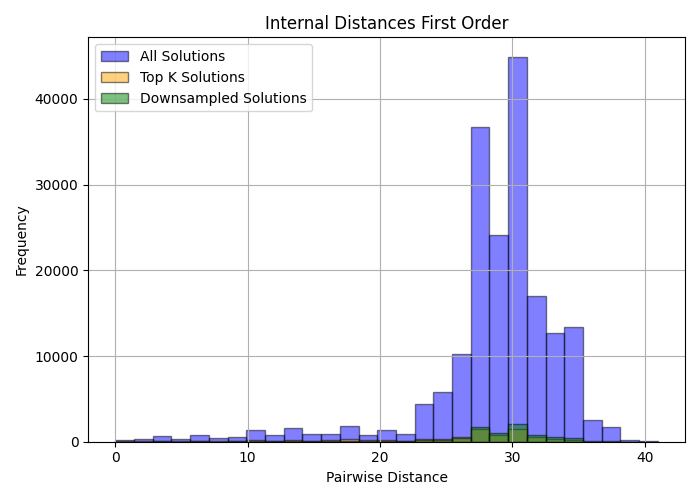 Internal Distances First Order
All Solutions
Top K Solutions
Downsampled Solutions
Frequency
40000
30000
20000
10000
0
0 10 20 30 40
Pairwise Distance